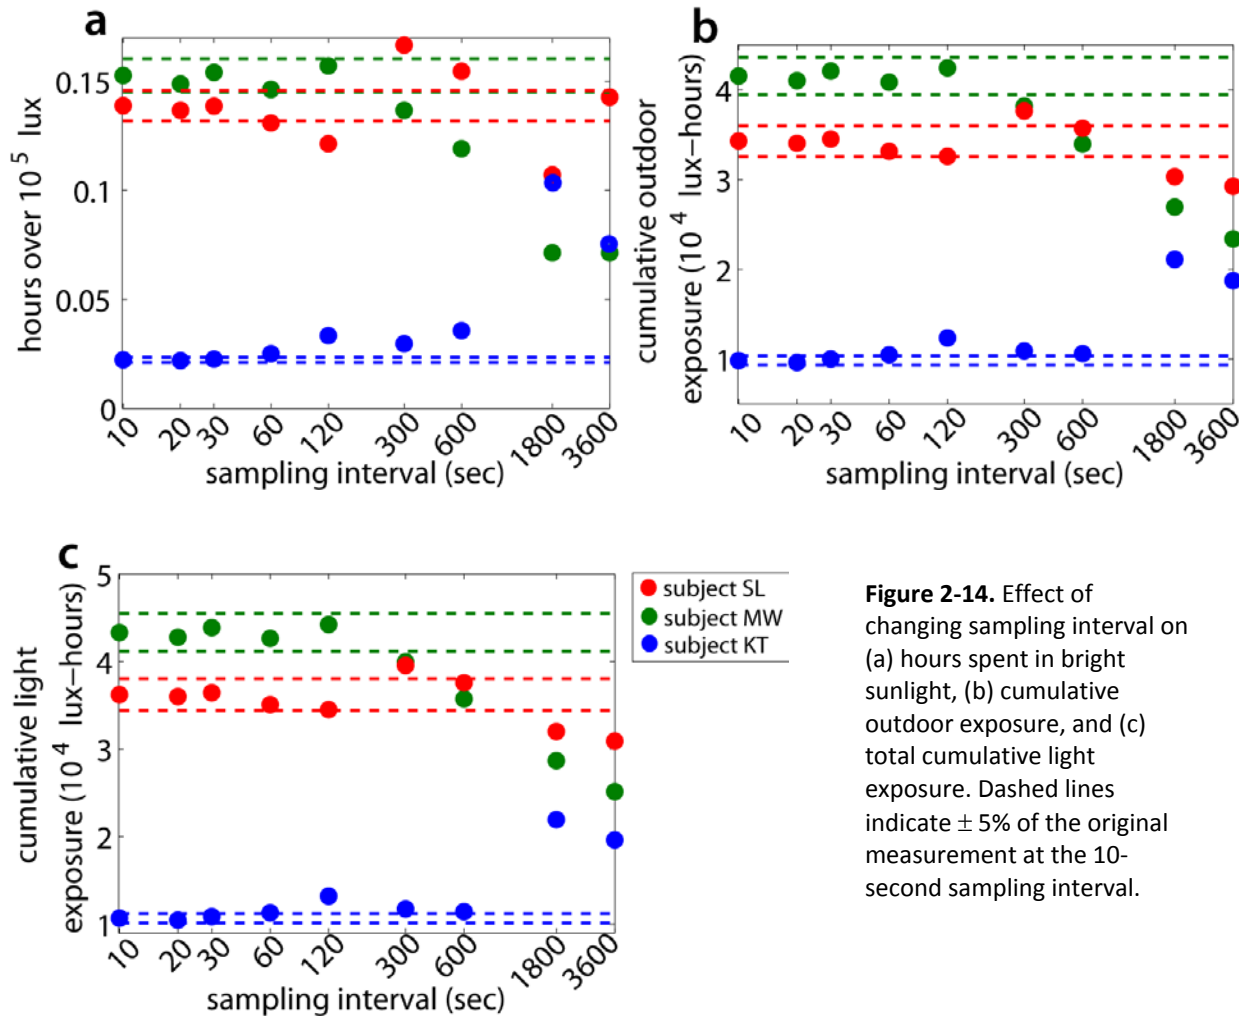 a
hours over 10^5 lux
0.15
0.1
0.05
0
10 20 30 60 120 300 600 1800 3600
sampling interval (sec)
b
cumulative outdoor
exposure (10^4 lux−hours)
4
3
2
1
10 20 30 60 120 300 600 1800 3600
sampling interval (sec)
c
cumulative light
exposure (10^4 lux−hours)
5
4
3
2
1
10 20 30 60 120 300 600 1800 3600
sampling interval (sec)
subject SL
subject MW
subject KT
Figure 2-14. Effect of
changing sampling interval on
(a) hours spent in bright
sunlight, (b) cumulative
outdoor exposure, and (c)
total cumulative light
exposure. Dashed lines
indicate ± 5% of the original
measurement at the 10-
second sampling interval.